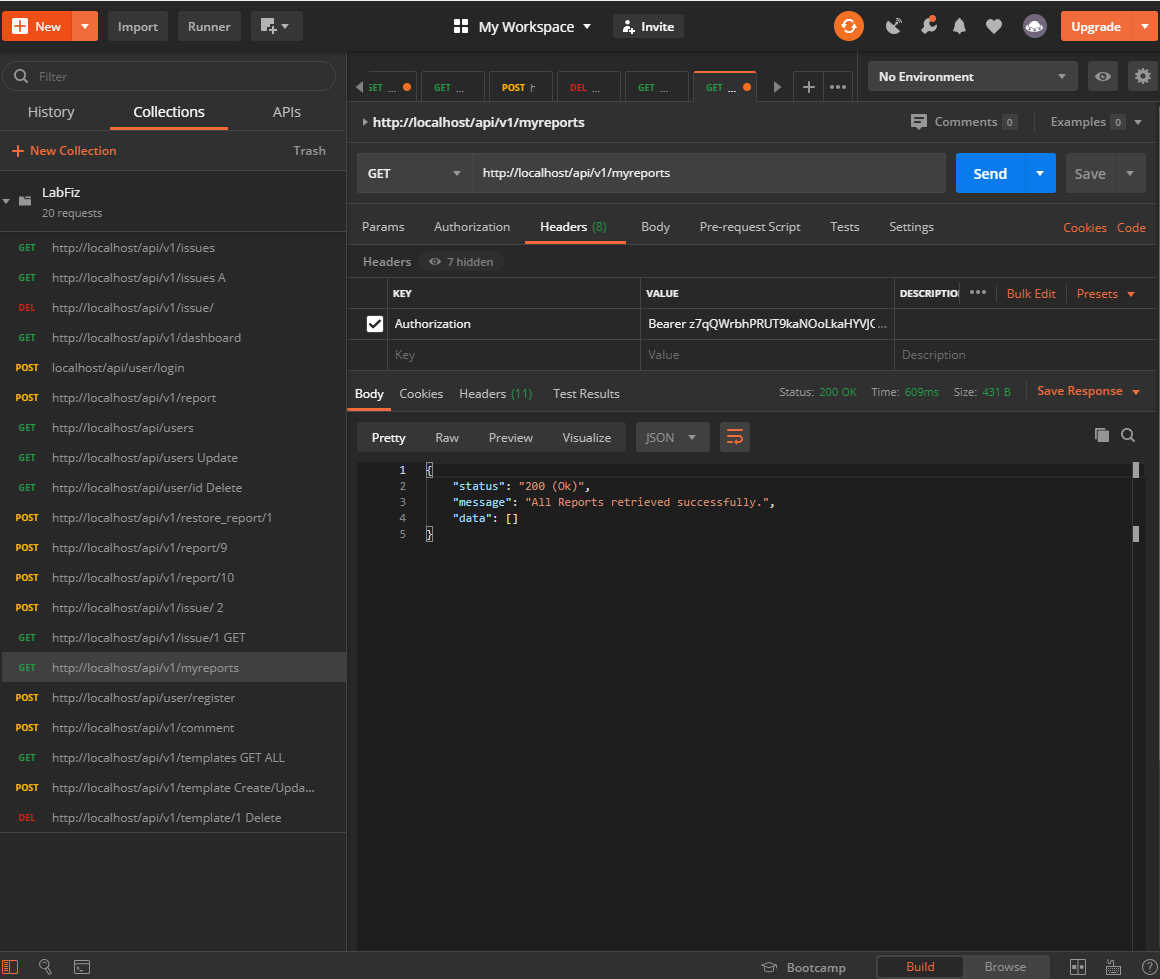 New Import Runner My Workspace Invite Upgrade
Filter
History Collections APIs
New Collection Trash
LabFiz
20 requests
GET http://localhost/api/v1/issues
GET http://localhost/api/v1/issues A
DEL http://localhost/api/v1/issue/
GET http://localhost/api/v1/dashboard
POST localhost/api/user/login
POST http://localhost/api/v1/report
GET http://localhost/api/users
GET http://localhost/api/users Update
GET http://localhost/api/user/id Delete
POST http://localhost/api/v1/restore_report/1
POST http://localhost/api/v1/report/9
POST http://localhost/api/v1/report/10
POST http://localhost/api/v1/issue/ 2
GET http://localhost/api/v1/issue/1 GET
GET http://localhost/api/v1/myreports
POST http://localhost/api/user/register
POST http://localhost/api/v1/comment
GET http://localhost/api/v1/templates GET ALL
POST http://localhost/api/v1/template Create/Upda...
DEL http://localhost/api/v1/template/1 Delete
GET ... GET ... POST h DEL ... GET ... GET ... No Environment
http://localhost/api/v1/myreports Comments 0 Examples 0
GET http://localhost/api/v1/myreports Send Save
Params Authorization Headers (8) Body Pre-request Script Tests Settings Cookies Code
Headers 7 hidden
KEY VALUE DESCRIPTIO Bulk Edit Presets
Authorization Bearer z7qQWrbhPRUT9kaNOoLkaHYVJC...
Key Value Description
Body Cookies Headers (11) Test Results Status: 200 OK Time: 609ms Size: 431 B Save Response
Pretty Raw Preview Visualize JSON
1 {
2 "status": "200 (Ok)",
3 "message": "All Reports retrieved successfully.",
4 "data": []
5 }
Bootcamp Build Browse